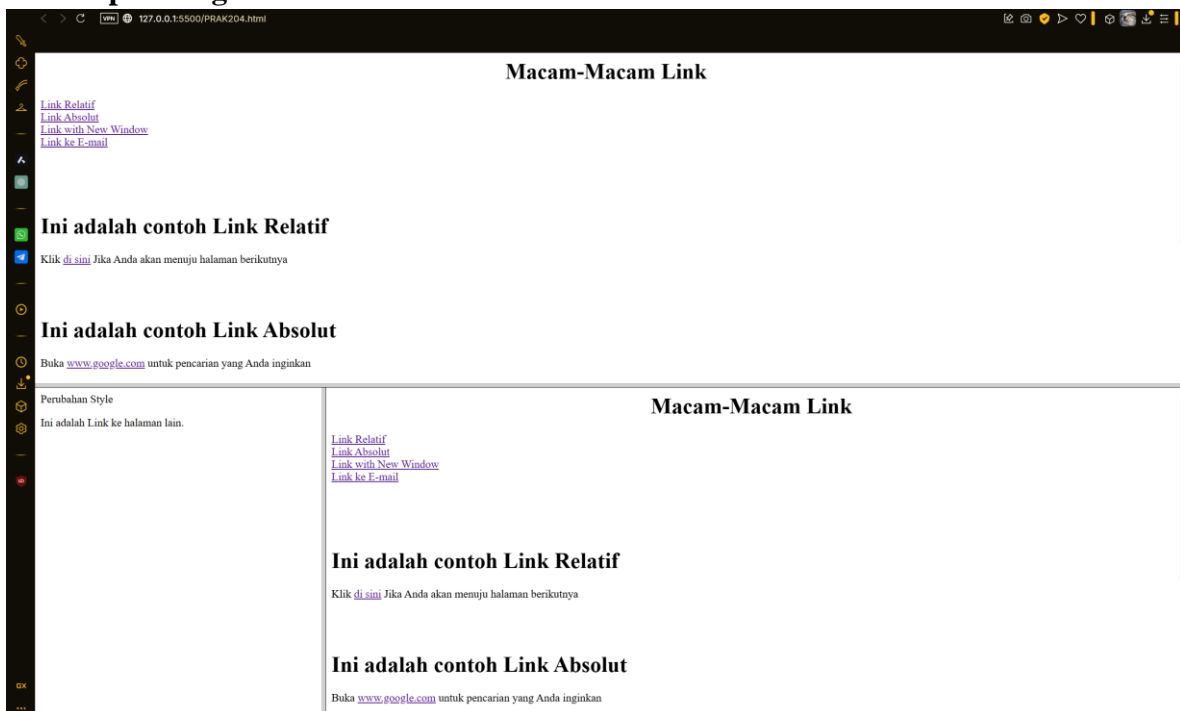 VPN 127.0.0.1:5500/PRAK204.html
Macam-Macam Link
Link Relatif
Link Absolut
Link with New Window
Link ke E-mail
Ini adalah contoh Link Relatif
Klik di sini Jika Anda akan menuju halaman berikutnya
Ini adalah contoh Link Absolut
Buka www.google.com untuk pencarian yang Anda inginkan
Perubahan Style
Ini adalah Link ke halaman lain.
Macam-Macam Link
Link Relatif
Link Absolut
Link with New Window
Link ke E-mail
Ini adalah contoh Link Relatif
Klik di sini Jika Anda akan menuju halaman berikutnya
Ini adalah contoh Link Absolut
Buka www.google.com untuk pencarian yang Anda inginkan